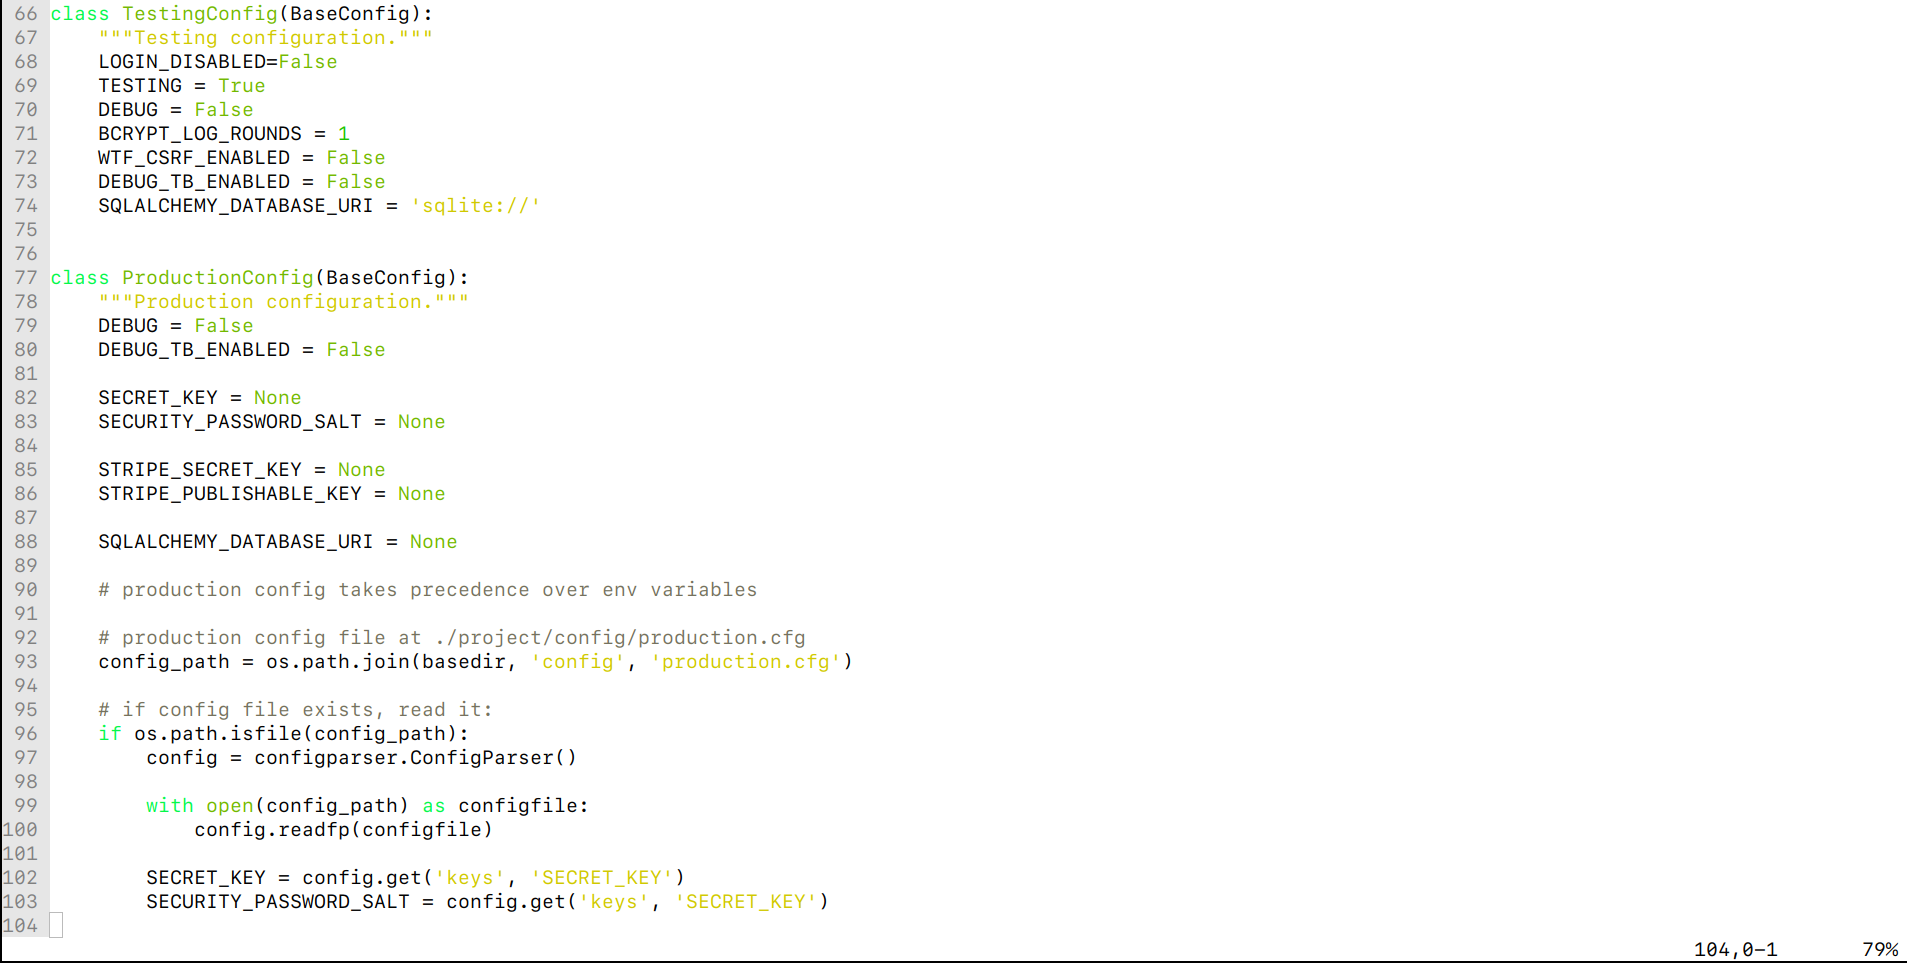 66 class TestingConfig(BaseConfig):
67     """Testing configuration."""
68     LOGIN_DISABLED=False
69     TESTING = True
70     DEBUG = False
71     BCRYPT_LOG_ROUNDS = 1
72     WTF_CSRF_ENABLED = False
73     DEBUG_TB_ENABLED = False
74     SQLALCHEMY_DATABASE_URI = 'sqlite://'
75
76
77 class ProductionConfig(BaseConfig):
78     """Production configuration."""
79     DEBUG = False
80     DEBUG_TB_ENABLED = False
81
82     SECRET_KEY = None
83     SECURITY_PASSWORD_SALT = None
84
85     STRIPE_SECRET_KEY = None
86     STRIPE_PUBLISHABLE_KEY = None
87
88     SQLALCHEMY_DATABASE_URI = None
89
90     # production config takes precedence over env variables
91
92     # production config file at ./project/config/production.cfg
93     config_path = os.path.join(basedir, 'config', 'production.cfg')
94
95     # if config file exists, read it:
96     if os.path.isfile(config_path):
97         config = configparser.ConfigParser()
98
99         with open(config_path) as configfile:
100             config.readfp(configfile)
101
102         SECRET_KEY = config.get('keys', 'SECRET_KEY')
103         SECURITY_PASSWORD_SALT = config.get('keys', 'SECRET_KEY')
104
104,0-1 79%